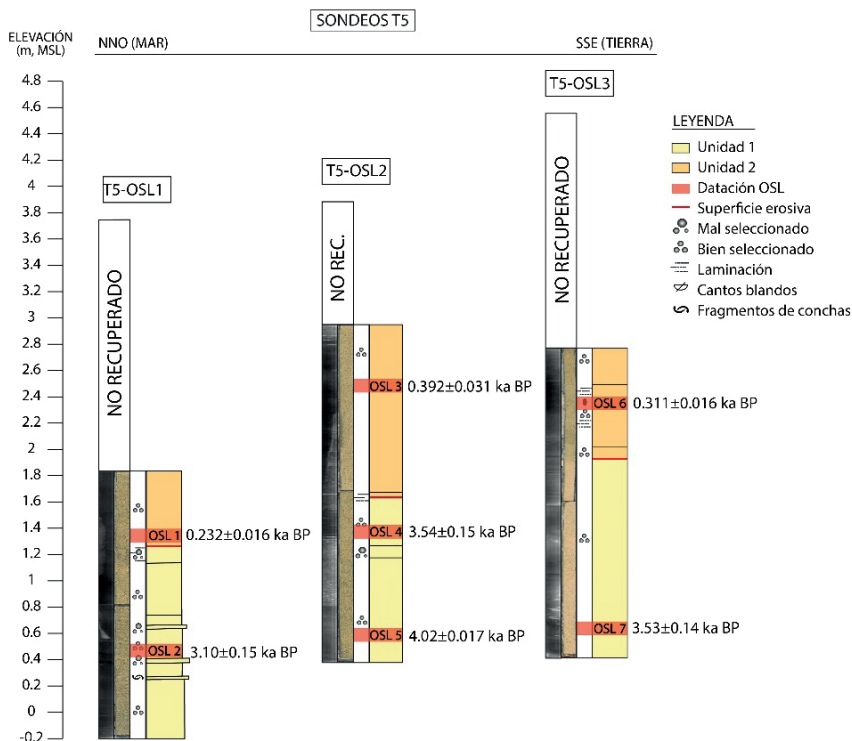 SONDEOS T5
ELEVACIÓN
(m, MSL)
NNO (MAR)
SSE (TIERRA)
4.8
4.6
4.4
4.2
4
3.8
3.6
3.4
3.2
3
2.8
2.6
2.4
2.2
2
1.8
1.6
1.4
1.2
1
0.8
0.6
0.4
0.2
0
-0.2
T5-OSL1
NO RECUPERADO
OSL 1 0.232±0.016 ka BP
OSL 2 3.10±0.15 ka BP
T5-OSL2
NO REC.
OSL 3 0.392±0.031 ka BP
OSL 4 3.54±0.15 ka BP
OSL 5 4.02±0.017 ka BP
T5-OSL3
NO RECUPERADO
OSL 6 0.311±0.016 ka BP
OSL 7 3.53±0.14 ka BP
LEYENDA
Unidad 1
Unidad 2
Datación OSL
Superficie erosiva
Mal seleccionado
Bien seleccionado
Laminación
Cantos blandos
Fragmentos de conchas